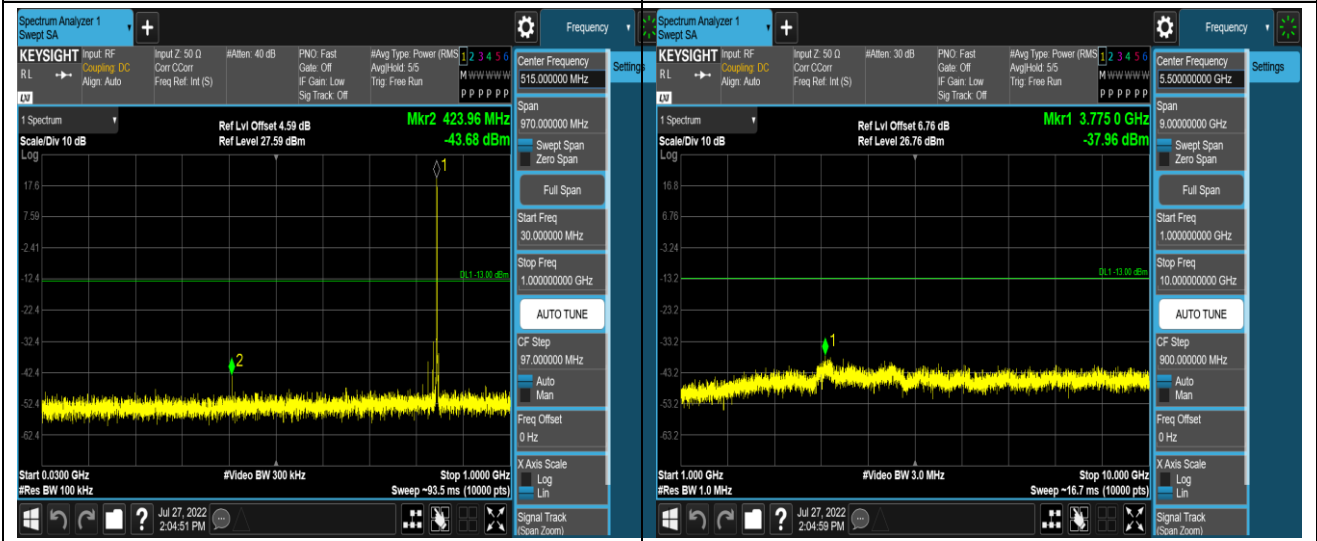 Spectrum Analyzer 1
Swept SA
+
Frequency
KEYSIGHT
RL
LXI
Input: RF
Coupling: DC
Align: Auto
Input Z: 50 Ω
Corr CCorr
Freq Ref: Int (S)
#Atten: 40 dB
PNO: Fast
Gate: Off
IF Gain: Low
Sig Track: Off
#Avg Type: Power (RMS
Avg|Hold: 5/5
Trig: Free Run
1 2 3 4 5 6
M W W W W W
P P P P P P
1 Spectrum
Scale/Div 10 dB
Log
Ref Lvl Offset 4.59 dB
Ref Level 27.59 dBm
Mkr2 423.96 MHz
-43.68 dBm
1
17.6
7.59
-2.41
DL1 -13.00 dBm
-12.4
-22.4
-32.4
2
-42.4
-52.4
-62.4
Start 0.0300 GHz
#Res BW 100 kHz
#Video BW 300 kHz
Stop 1.0000 GHz
Sweep ~93.5 ms (10000 pts)
?
Jul 27, 2022
2:04:51 PM
Center Frequency
515.000000 MHz
Span
970.000000 MHz
Swept Span
Zero Span
Full Span
Start Freq
30.000000 MHz
Stop Freq
1.000000000 GHz
AUTO TUNE
CF Step
97.000000 MHz
Auto
Man
Freq Offset
0 Hz
X Axis Scale
Log
Lin
Signal Track
(Span Zoom)
Settings
Spectrum Analyzer 1
Swept SA
+
Frequency
KEYSIGHT
RL
LXI
Input: RF
Coupling: DC
Align: Auto
Input Z: 50 Ω
Corr CCorr
Freq Ref: Int (S)
#Atten: 30 dB
PNO: Fast
Gate: Off
IF Gain: Low
Sig Track: Off
#Avg Type: Power (RMS
Avg|Hold: 5/5
Trig: Free Run
1 2 3 4 5 6
M W W W W W
P P P P P P
1 Spectrum
Scale/Div 10 dB
Log
Ref Lvl Offset 6.76 dB
Ref Level 26.76 dBm
Mkr1 3.775 0 GHz
-37.96 dBm
16.8
6.76
-3.24
DL1 -13.00 dBm
-13.2
-23.2
-33.2
1
-43.2
-53.2
-63.2
Start 1.000 GHz
#Res BW 1.0 MHz
#Video BW 3.0 MHz
Stop 10.000 GHz
Sweep ~16.7 ms (10000 pts)
?
Jul 27, 2022
2:04:59 PM
Center Frequency
5.500000000 GHz
Span
9.00000000 GHz
Swept Span
Zero Span
Full Span
Start Freq
1.000000000 GHz
Stop Freq
10.000000000 GHz
AUTO TUNE
CF Step
900.000000 MHz
Auto
Man
Freq Offset
0 Hz
X Axis Scale
Log
Lin
Signal Track
(Span Zoom)
Settings